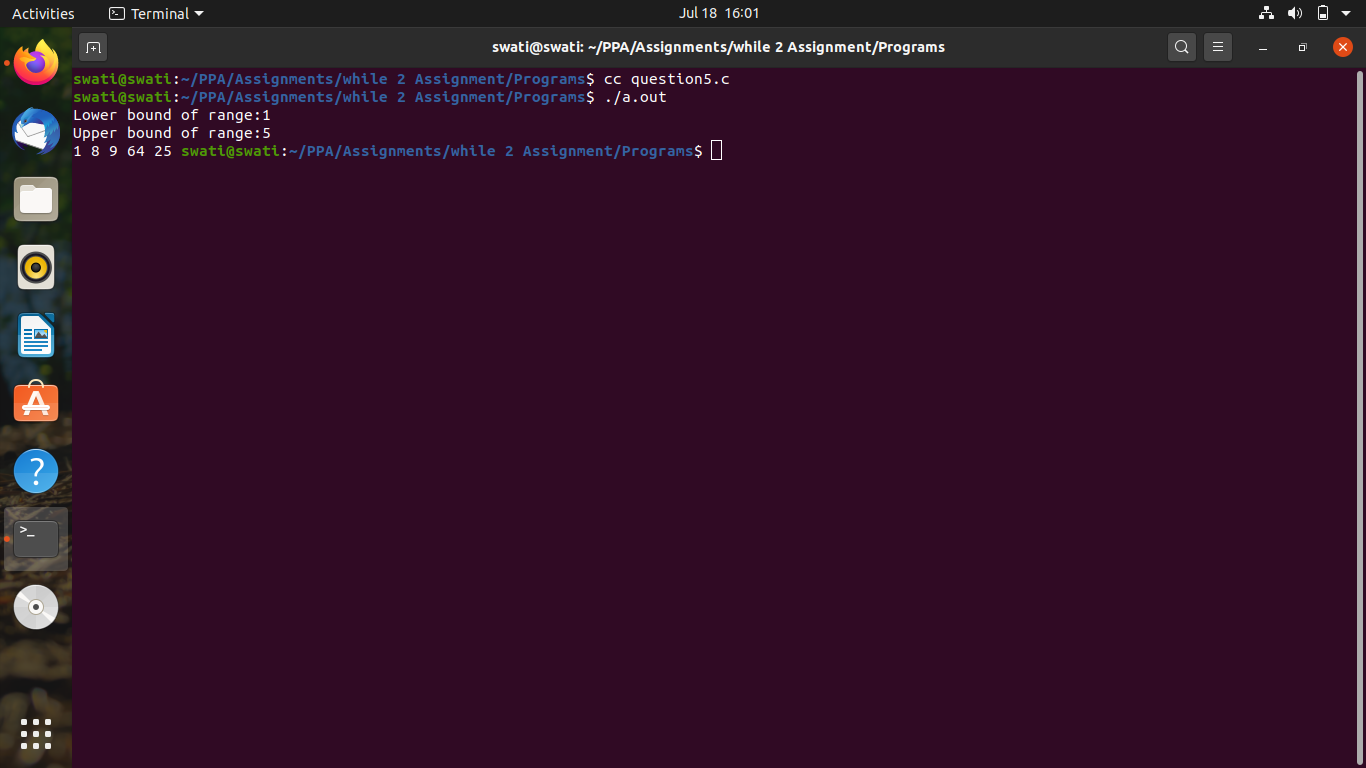 Activities Terminal Jul 18 16:01
swati@swati: ~/PPA/Assignments/while 2 Assignment/Programs
swati@swati:~/PPA/Assignments/while 2 Assignment/Programs$ cc question5.c
swati@swati:~/PPA/Assignments/while 2 Assignment/Programs$ ./a.out
Lower bound of range:1
Upper bound of range:5
1 8 9 64 25 swati@swati:~/PPA/Assignments/while 2 Assignment/Programs$